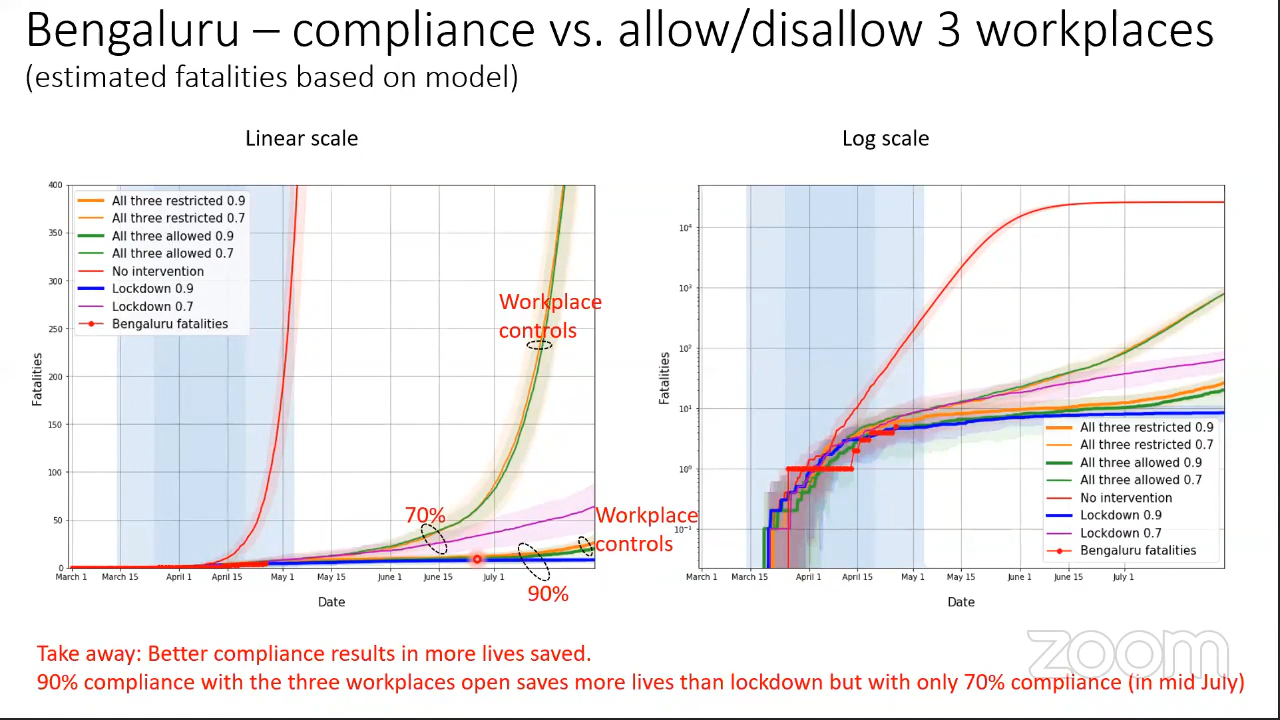 Bengaluru – compliance vs. allow/disallow 3 workplaces
(estimated fatalities based on model)
Linear scale
400
350
300
250
200
150
100
50
0
Fatalities
March 1
March 15
April 1
April 15
May 1
May 15
June 1
June 15
July 1
Date
All three restricted 0.9
All three restricted 0.7
All three allowed 0.9
All three allowed 0.7
No intervention
Lockdown 0.9
Lockdown 0.7
Bengaluru fatalities
Workplace
controls
70%
90%
Workplace
controls
Log scale
10⁴
10³
10²
10¹
10⁰
10⁻¹
Fatalities
March 1
March 15
April 1
April 15
May 1
May 15
June 1
June 15
July 1
Date
All three restricted 0.9
All three restricted 0.7
All three allowed 0.9
All three allowed 0.7
No intervention
Lockdown 0.9
Lockdown 0.7
Bengaluru fatalities
zoom
Take away: Better compliance results in more lives saved.
90% compliance with the three workplaces open saves more lives than lockdown but with only 70% compliance (in mid July)